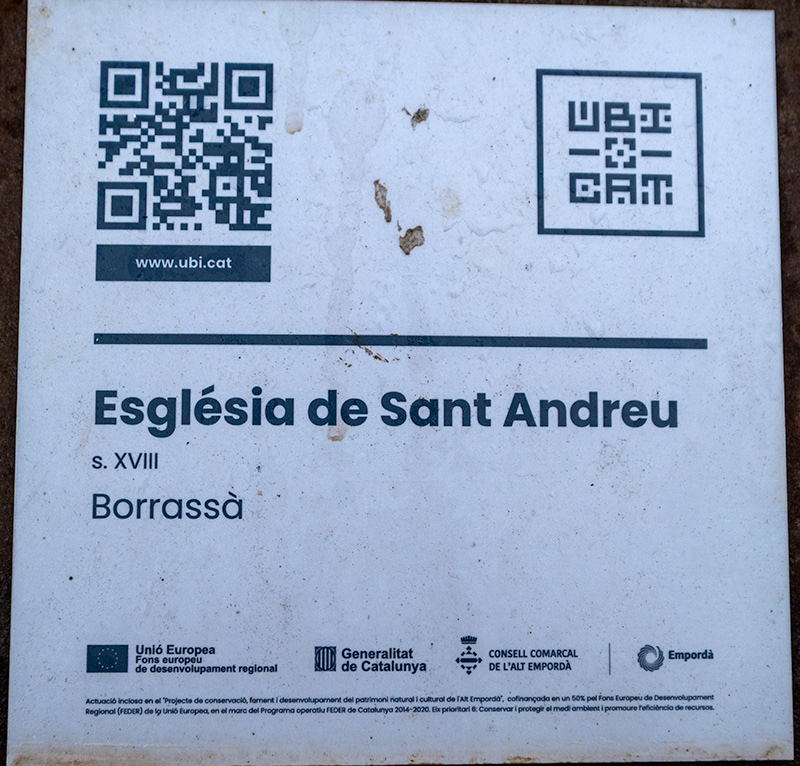 UBI
CAT
www.ubi.cat
Església de Sant Andreu
s. XVIII
Borrassà
Unió Europea
Fons europeu
de desenvolupament regional
Generalitat
de Catalunya
CONSELL COMARCAL
DE L'ALT EMPORDÀ
Empordà
Actuació inclosa en el "Projecte de conservació, foment i desenvolupament del patrimoni natural i cultural de l'Alt Empordà", cofinançada en un 50% pel Fons Europeu de Desenvolupament
Regional (FEDER) de la Unió Europea, en el marc del Programa operatiu FEDER de Catalunya 2014-2020. Eix prioritari 6: Conservar i protegir el medi ambient i promoure l'eficiència de recursos.